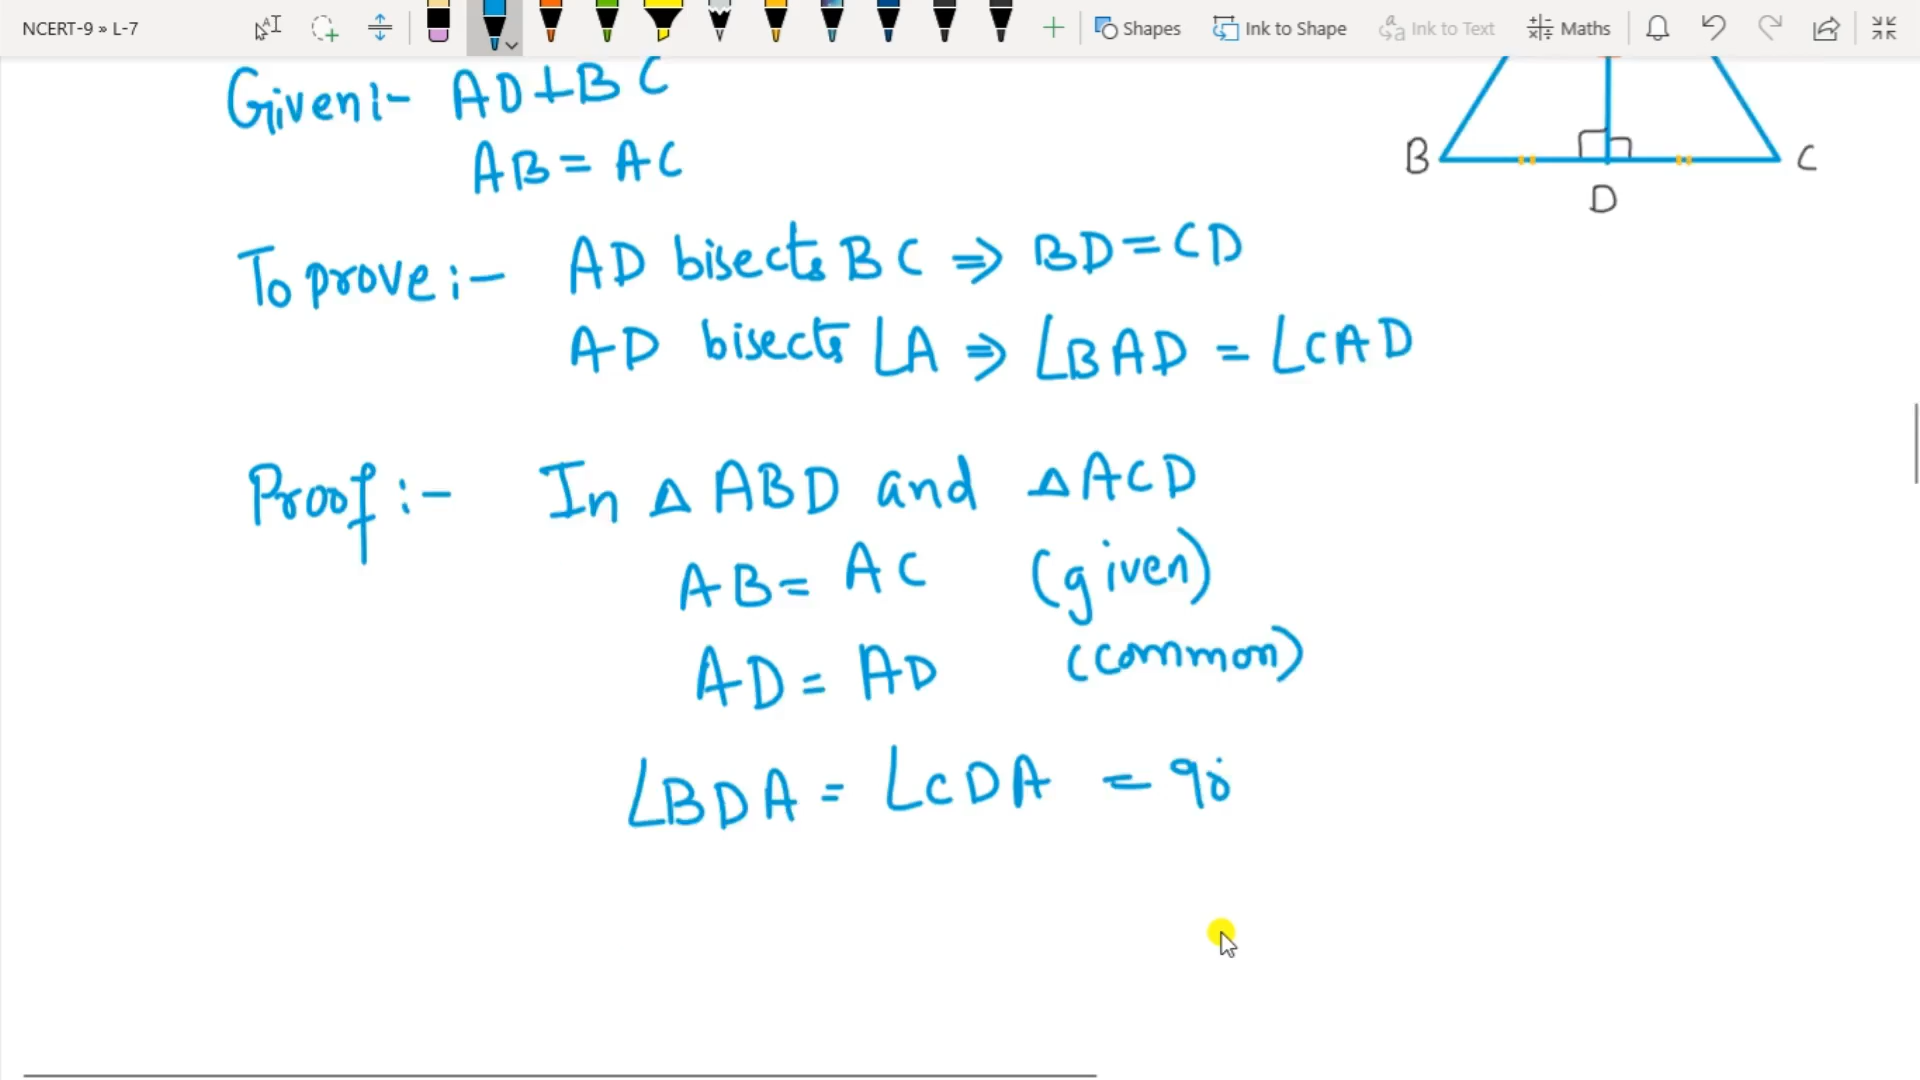 NCERT-9 » L-7
Shapes
Ink to Shape
Ink to Text
Maths
Given:- AD⊥BC
AB = AC
B
C
D
To prove:- AD bisects BC ⇒ BD = CD
AD bisects ∠A ⇒ ∠BAD = ∠CAD
Proof:- In △ ABD and △ACD
AB = AC (given)
AD = AD (common)
∠BDA = ∠CDA = 90°